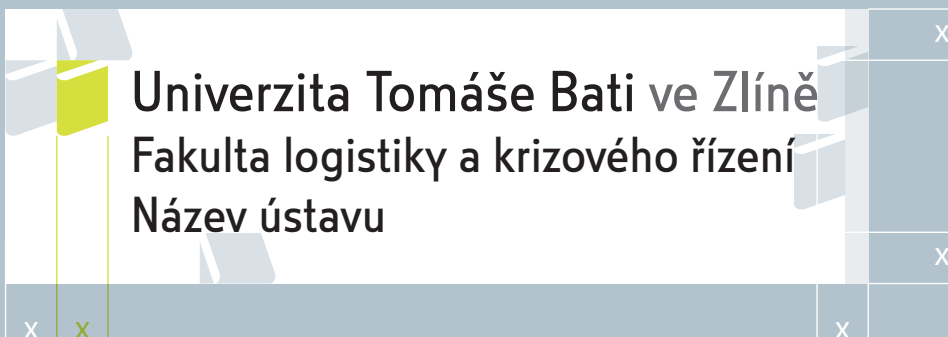 X
Univerzita Tomáše Bati ve Zlíně
Fakulta logistiky a krizového řízení
Název ústavu
X
X X X